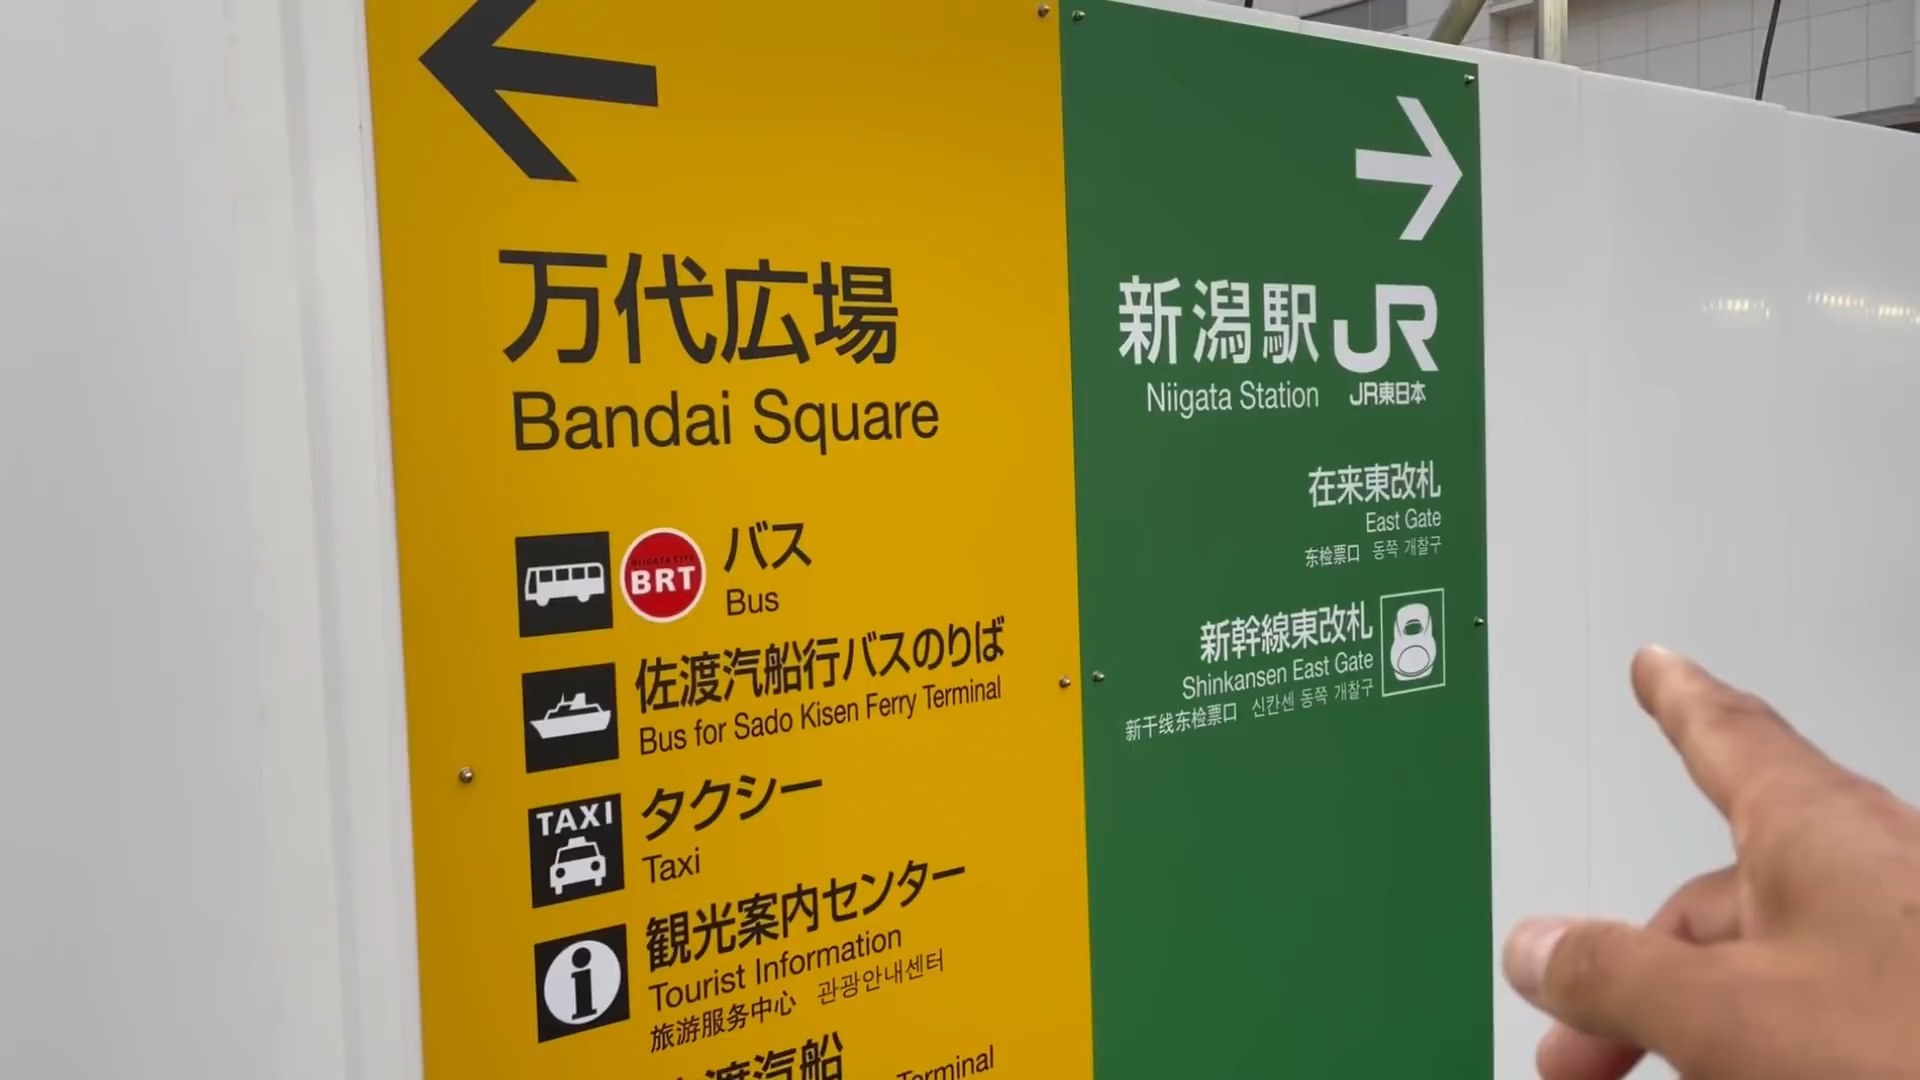 万代広場
Bandai Square
BRT
バス
Bus
佐渡汽船行バスのりば
Bus for Sado Kisen Ferry Terminal
TAXI
タクシー
Taxi
i
観光案内センター
Tourist Information
旅游服务中心 관광안내센터
渡汽船
Terminal
新潟駅 JR
Niigata Station JR東日本
在来東改札
East Gate
东检票口 동쪽 개찰구
新幹線東改札
Shinkansen East Gate
新干线东检票口 신칸센 동쪽 개찰구